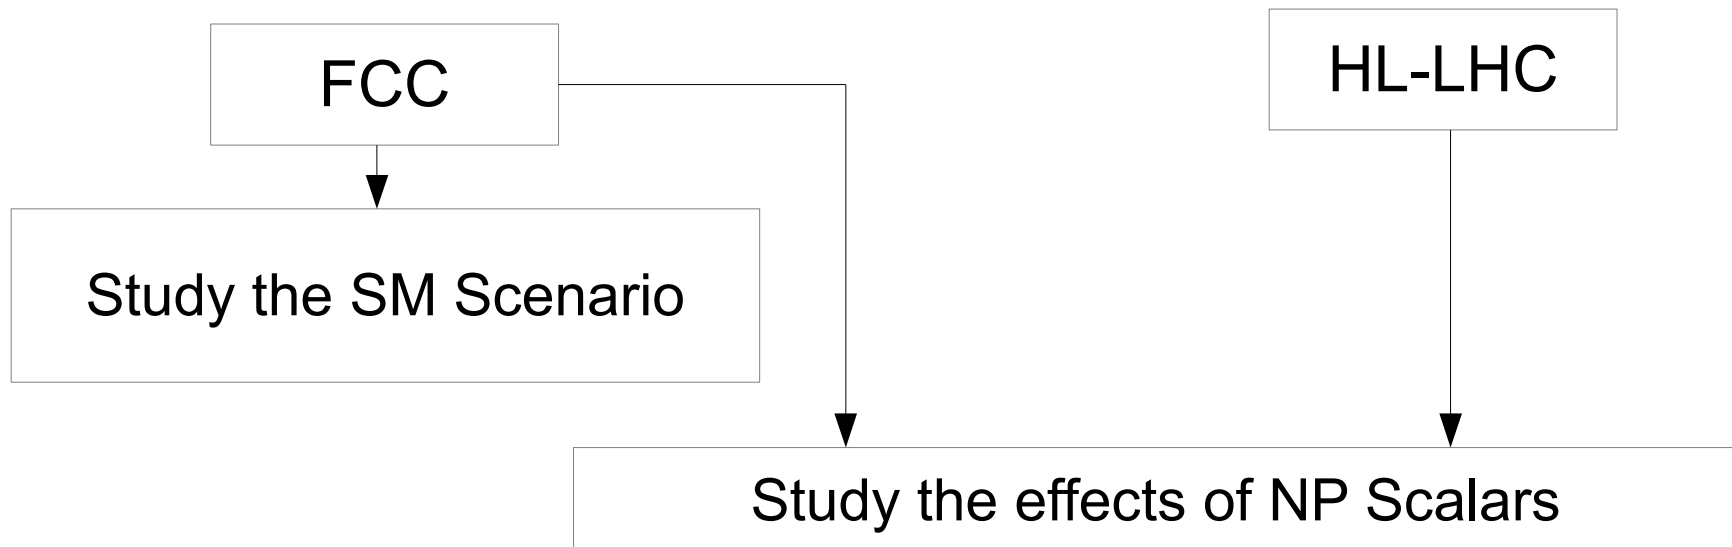 FCC
HL-LHC
Study the SM Scenario
Study the effects of NP Scalars